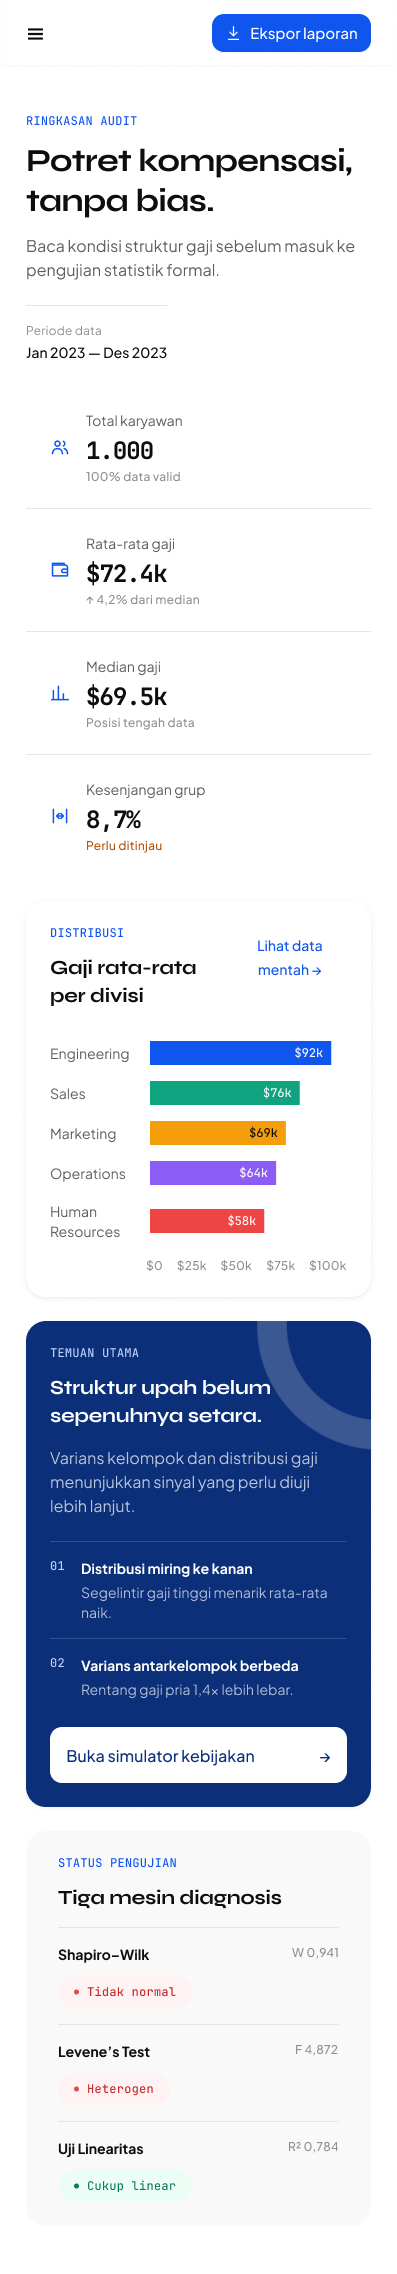 Ekspor laporan
RINGKASAN AUDIT
Potret kompensasi,
tanpa bias.
Baca kondisi struktur gaji sebelum masuk ke
pengujian statistik formal.
Periode data
Jan 2023 — Des 2023
Total karyawan
1.000
100% data valid
Rata-rata gaji
$72.4k
↑ 4,2% dari median
Median gaji
$69.5k
Posisi tengah data
Kesenjangan grup
8,7%
Perlu ditinjau
DISTRIBUSI
Gaji rata-rata
per divisi
Lihat data
mentah →
Engineering $92k
Sales $76k
Marketing $69k
Operations $64k
Human
Resources $58k
$0 $25k $50k $75k $100k
TEMUAN UTAMA
Struktur upah belum
sepenuhnya setara.
Varians kelompok dan distribusi gaji
menunjukkan sinyal yang perlu diuji
lebih lanjut.
01 Distribusi miring ke kanan
Segelintir gaji tinggi menarik rata-rata
naik.
02 Varians antarkelompok berbeda
Rentang gaji pria 1,4× lebih lebar.
Buka simulator kebijakan →
STATUS PENGUJIAN
Tiga mesin diagnosis
Shapiro–Wilk W 0,941
• Tidak normal
Levene’s Test F 4,872
• Heterogen
Uji Linearitas R² 0,784
• Cukup linear